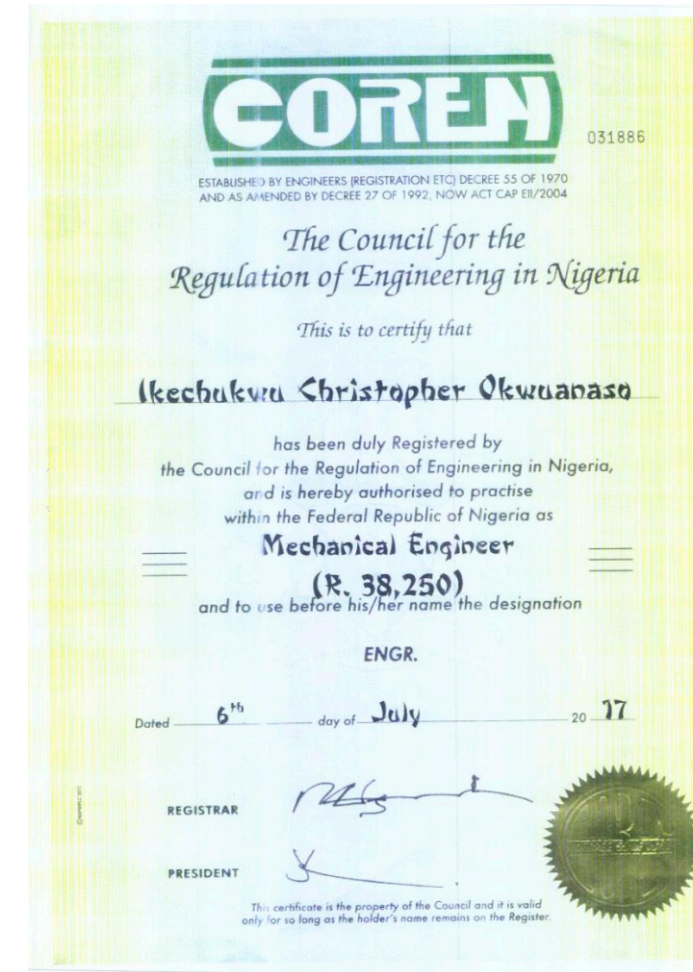 COREN
031886
ESTABLISHED BY ENGINEERS (REGISTRATION ETC) DECREE 55 OF 1970
AND AS AMENDED BY DECREE 27 OF 1992, NOW ACT CAP EII/2004
The Council for the
Regulation of Engineering in Nigeria
This is to certify that
Ikechukwu Christopher Okwuanaso
has been duly Registered by
the Council for the Regulation of Engineering in Nigeria,
and is hereby authorised to practise
within the Federal Republic of Nigeria as
Mechanical Engineer
(R. 38,250)
and to use before his/her name the designation
ENGR.
Dated 6th day of July 20 17
REGISTRAR
PRESIDENT
This certificate is the property of the Council and it is valid
only for so long as the holder's name remains on the Register.